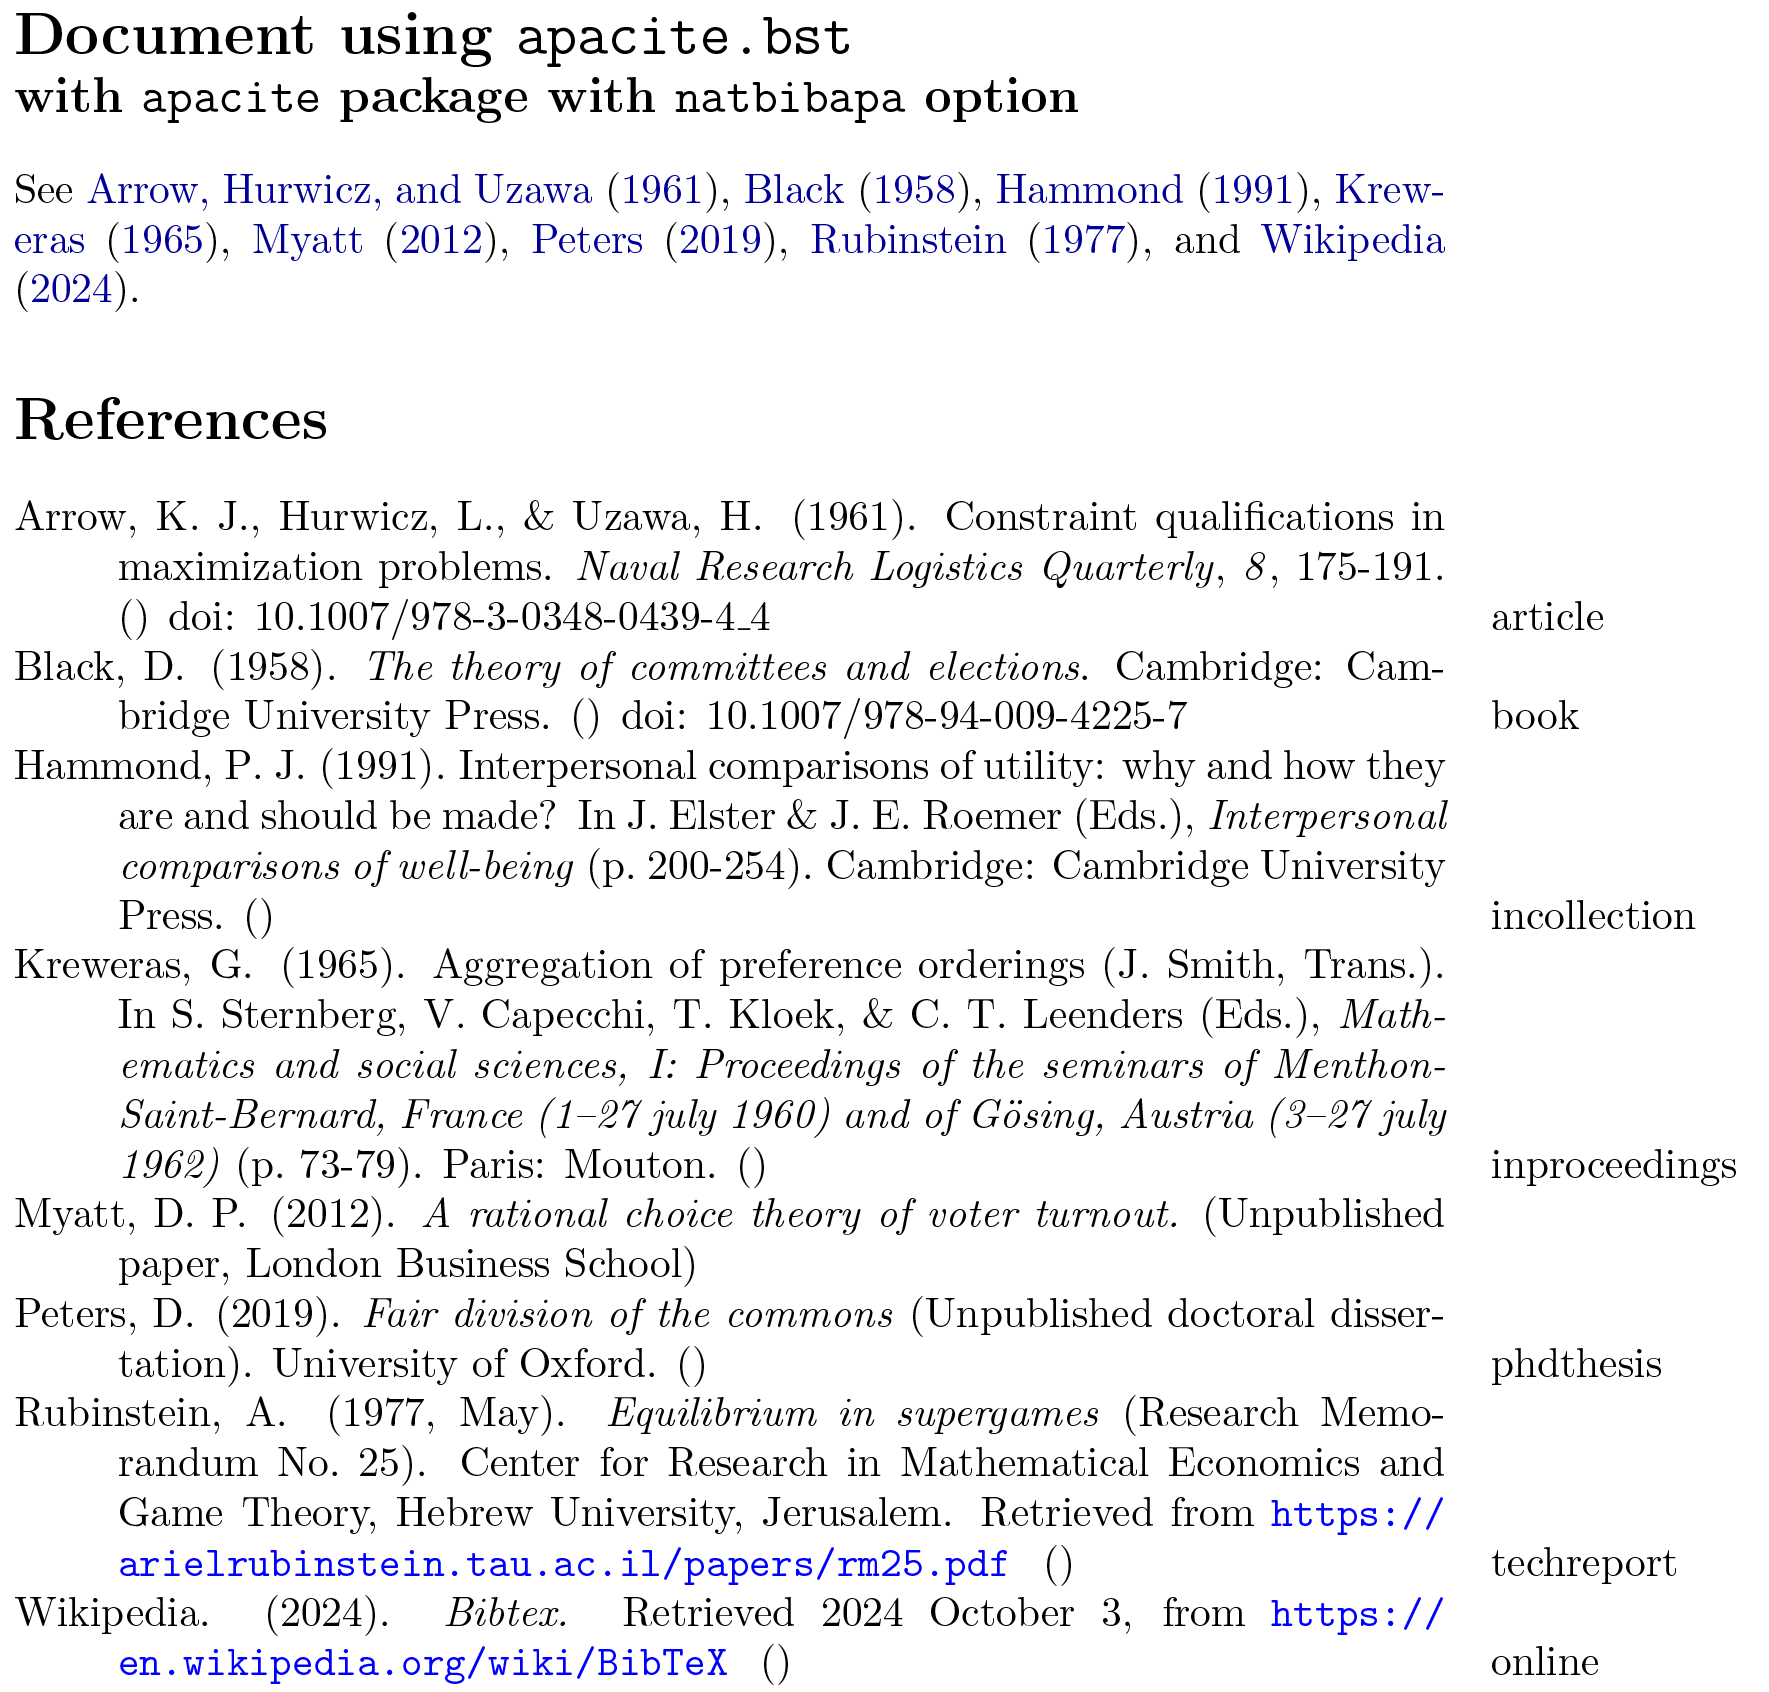 Document using apacite.bst
with apacite package with natbibapa option
See Arrow, Hurwicz, and Uzawa (1961), Black (1958), Hammond (1991), Krew-
eras (1965), Myatt (2012), Peters (2019), Rubinstein (1977), and Wikipedia
(2024).
References
Arrow, K. J., Hurwicz, L., & Uzawa, H. (1961). Constraint qualifications in
maximization problems. Naval Research Logistics Quarterly, 8, 175-191.
() doi: 10.1007/978-3-0348-0439-4_4 article
Black, D. (1958). The theory of committees and elections. Cambridge: Cam-
bridge University Press. () doi: 10.1007/978-94-009-4225-7 book
Hammond, P. J. (1991). Interpersonal comparisons of utility: why and how they
are and should be made? In J. Elster & J. E. Roemer (Eds.), Interpersonal
comparisons of well-being (p. 200-254). Cambridge: Cambridge University
Press. () incollection
Kreweras, G. (1965). Aggregation of preference orderings (J. Smith, Trans.).
In S. Sternberg, V. Capecchi, T. Kloek, & C. T. Leenders (Eds.), Math-
ematics and social sciences, I: Proceedings of the seminars of Menthon-
Saint-Bernard, France (1–27 july 1960) and of Gösing, Austria (3–27 july
1962) (p. 73-79). Paris: Mouton. () inproceedings
Myatt, D. P. (2012). A rational choice theory of voter turnout. (Unpublished
paper, London Business School)
Peters, D. (2019). Fair division of the commons (Unpublished doctoral disser-
tation). University of Oxford. () phdthesis
Rubinstein, A. (1977, May). Equilibrium in supergames (Research Memo-
randum No. 25). Center for Research in Mathematical Economics and
Game Theory, Hebrew University, Jerusalem. Retrieved from https://
arielrubinstein.tau.ac.il/papers/rm25.pdf () techreport
Wikipedia. (2024). Bibtex. Retrieved 2024 October 3, from https://
en.wikipedia.org/wiki/BibTeX () online